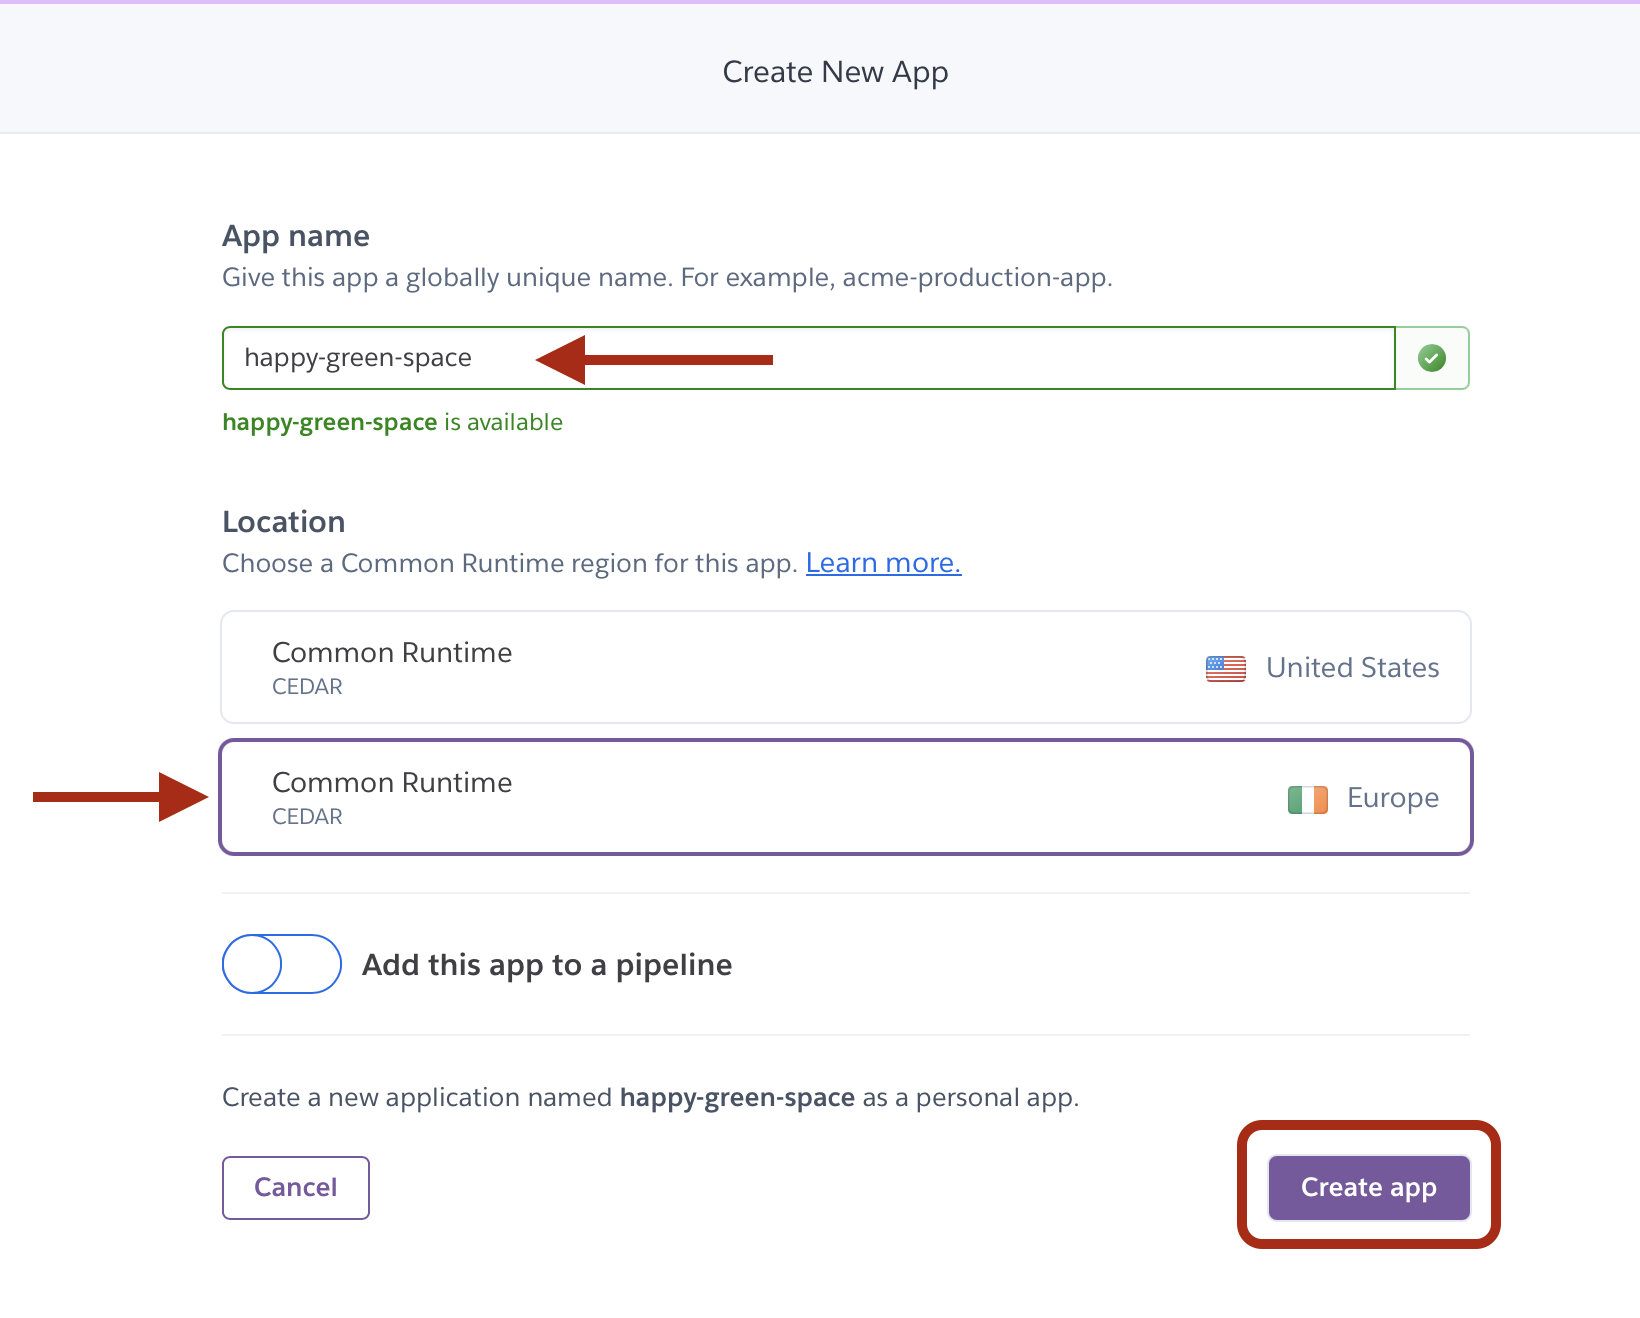 Create New App
App name
Give this app a globally unique name. For example, acme-production-app.
happy-green-space
happy-green-space is available
Location
Choose a Common Runtime region for this app. Learn more.
Common Runtime
CEDAR
United States
Common Runtime
CEDAR
Europe
Add this app to a pipeline
Create a new application named happy-green-space as a personal app.
Cancel
Create app